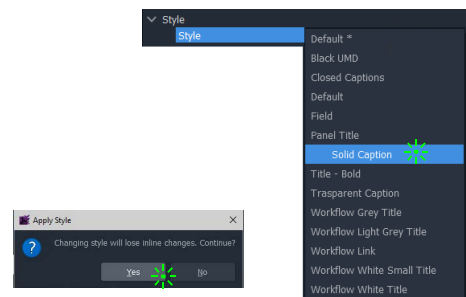 Style
Style
Default *
Black UMD
Closed Captions
Default
Field
Panel Title
Solid Caption
Title - Bold
Trasparent Caption
Workflow Grey Title
Workflow Light Grey Title
Workflow Link
Workflow White Small Title
Workflow White Title
Apply Style
Changing style will lose inline changes. Continue?
Yes
No